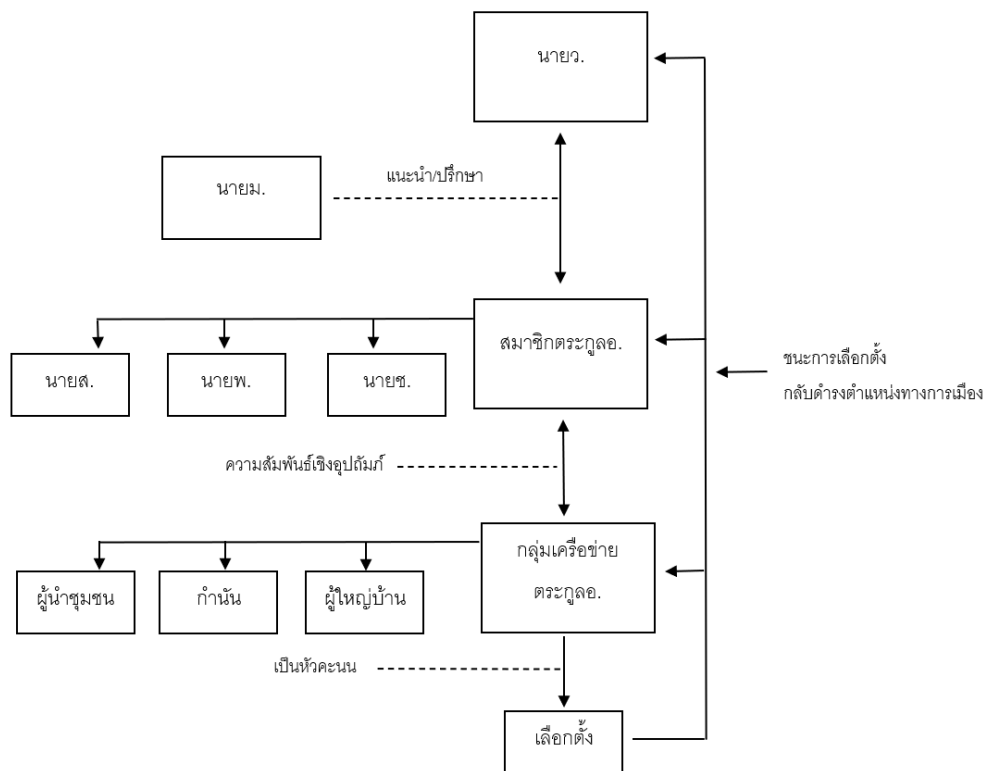 นายว.
แนะนำ/ปรึกษา
นายม.
สมาชิกตระกูลอ.
ชนะการเลือกตั้ง
กลับดำรงตำแหน่งทางการเมือง
นายส.
นายพ.
นายช.
ความสัมพันธ์เชิงอุปถัมภ์
กลุ่มเครือข่าย
ตระกูลอ.
ผู้นำชุมชน
กำนัน
ผู้ใหญ่บ้าน
เป็นหัวคะนน
เลือกตั้ง